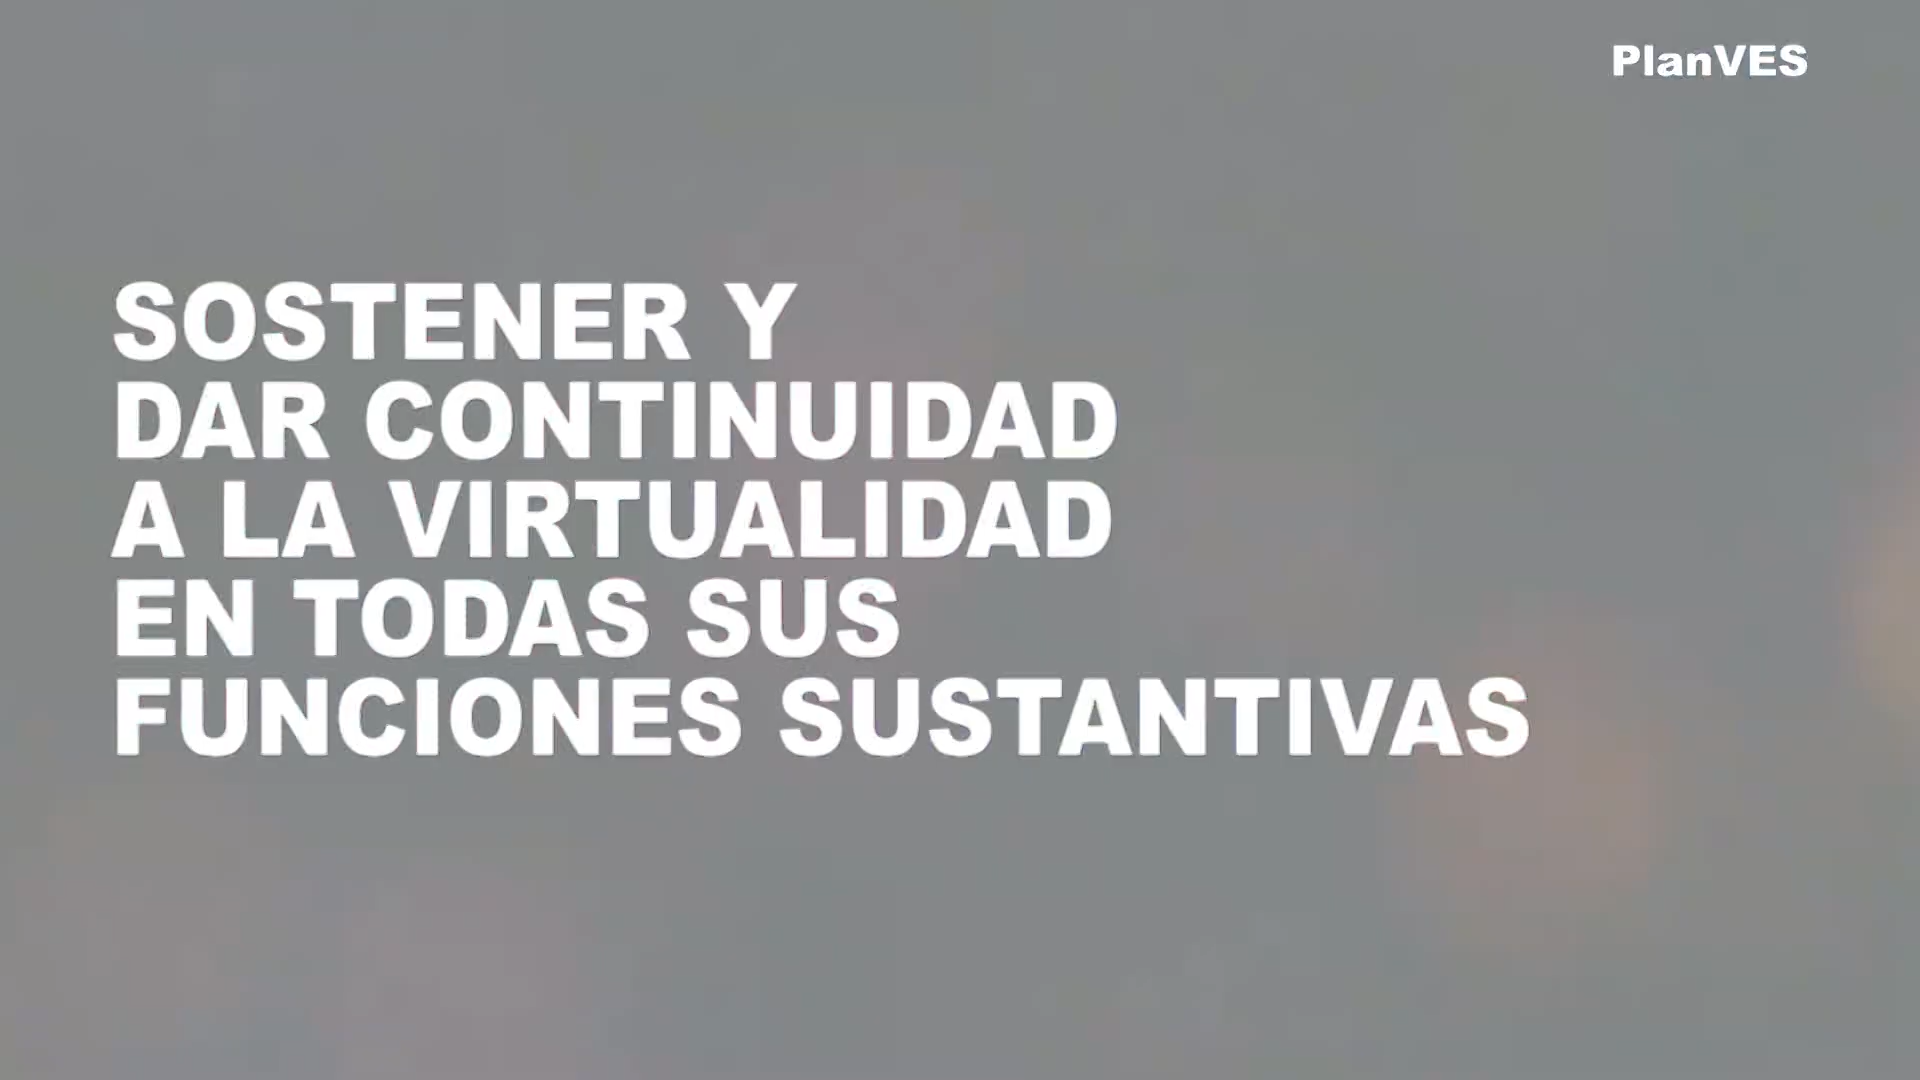 PlanVES
SOSTENER Y
DAR CONTINUIDAD
A LA VIRTUALIDAD
EN TODAS SUS
FUNCIONES SUSTANTIVAS